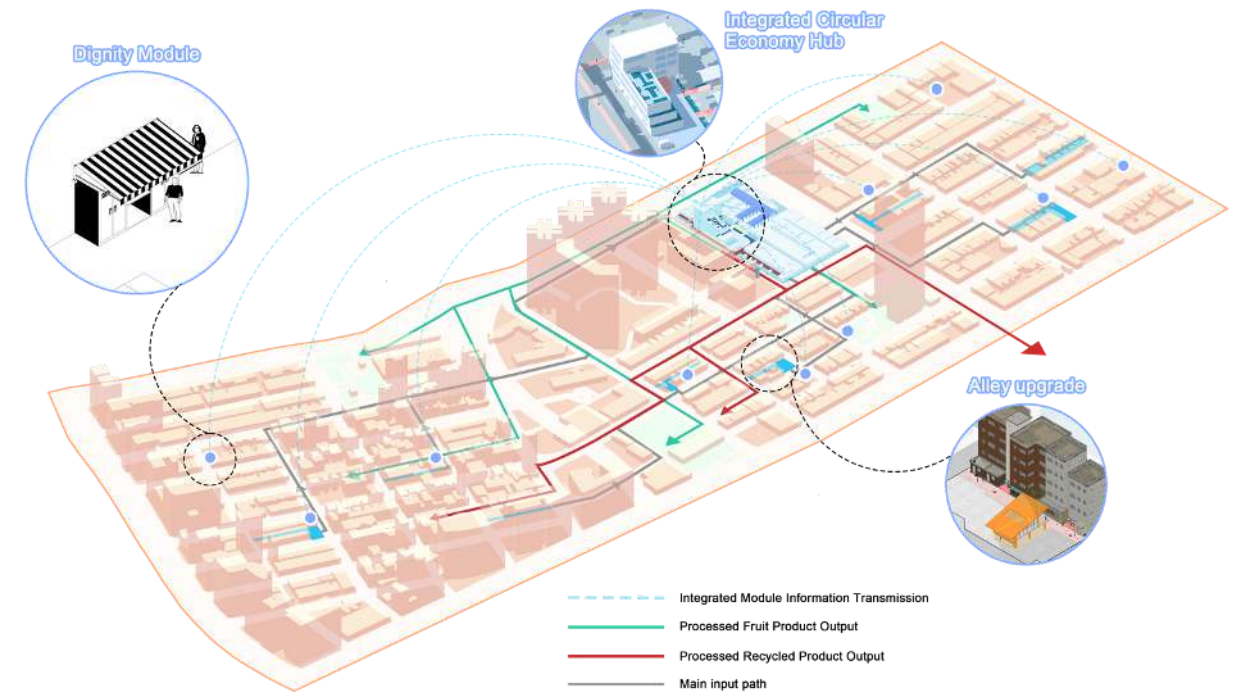 Dignity Module
Integrated Circular
Economy Hub
Alley upgrade
Integrated Module Information Transmission
Processed Fruit Product Output
Processed Recycled Product Output
Main input path